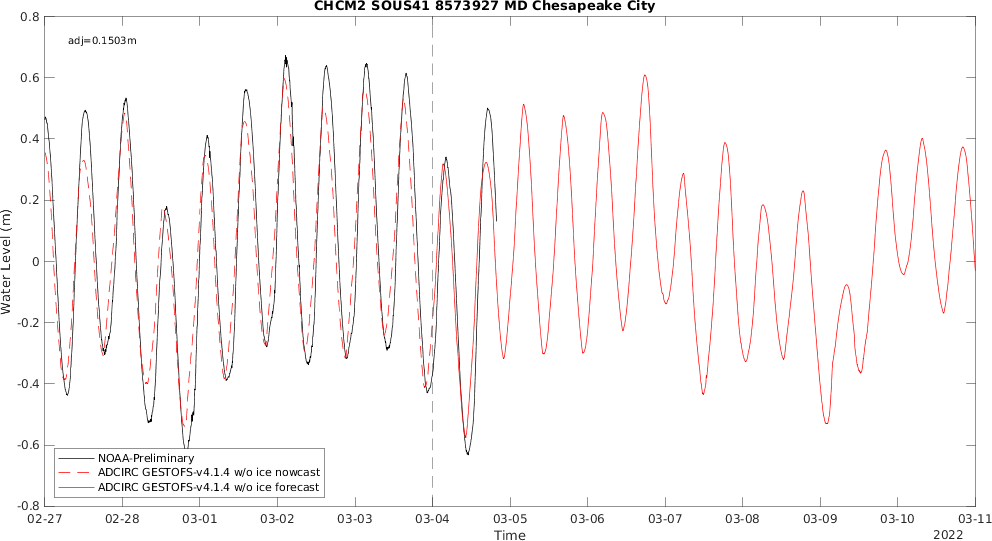 CHCM2 SOUS41 8573927 MD Chesapeake City
adj=0.1503m
0.8
0.6
0.4
0.2
0
-0.2
-0.4
-0.6
-0.8
Water Level (m)
NOAA-Preliminary
ADCIRC GESTOFS-v4.1.4 w/o ice nowcast
ADCIRC GESTOFS-v4.1.4 w/o ice forecast
02-27 02-28 03-01 03-02 03-03 03-04 03-05 03-06 03-07 03-08 03-09 03-10 03-11
Time
2022